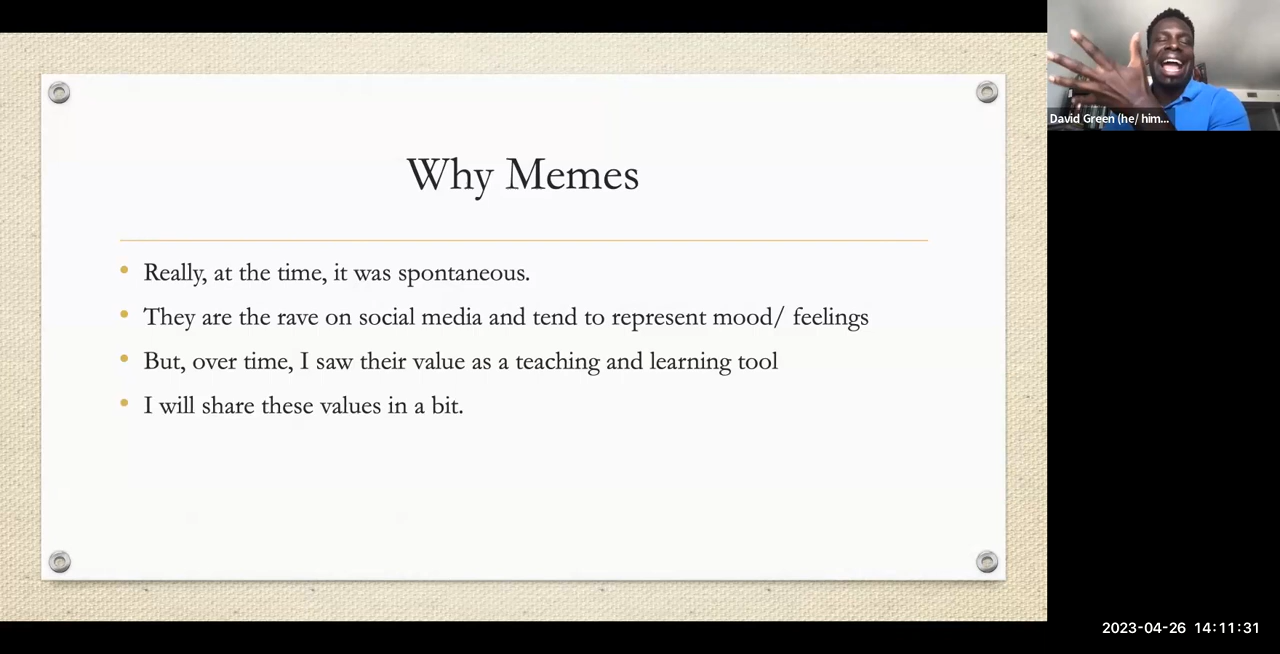 Why Memes
Really, at the time, it was spontaneous.
They are the rave on social media and tend to represent mood/ feelings
But, over time, I saw their value as a teaching and learning tool
I will share these values in a bit.
David Green (he/ him...
2023-04-26 14:11:31